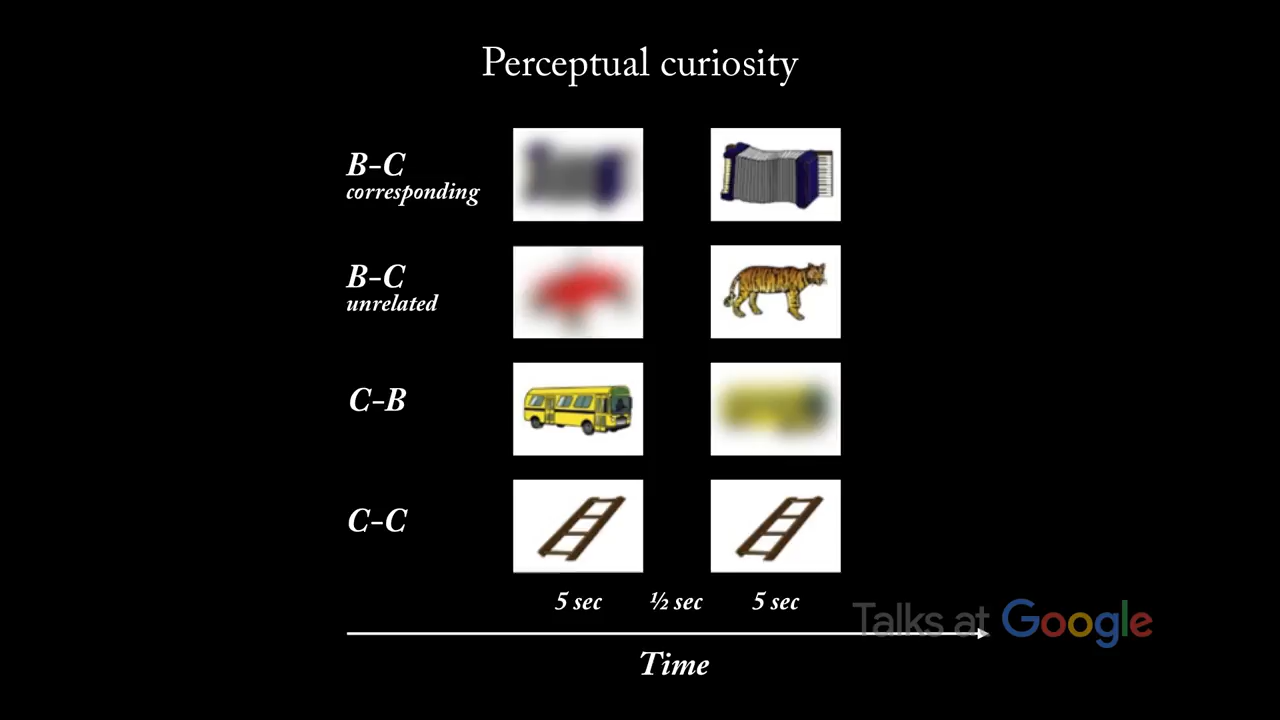 Perceptual curiosity
B-C
corresponding
B-C
unrelated
C-B
C-C
5 sec ½ sec 5 sec
Talks at Google
Time